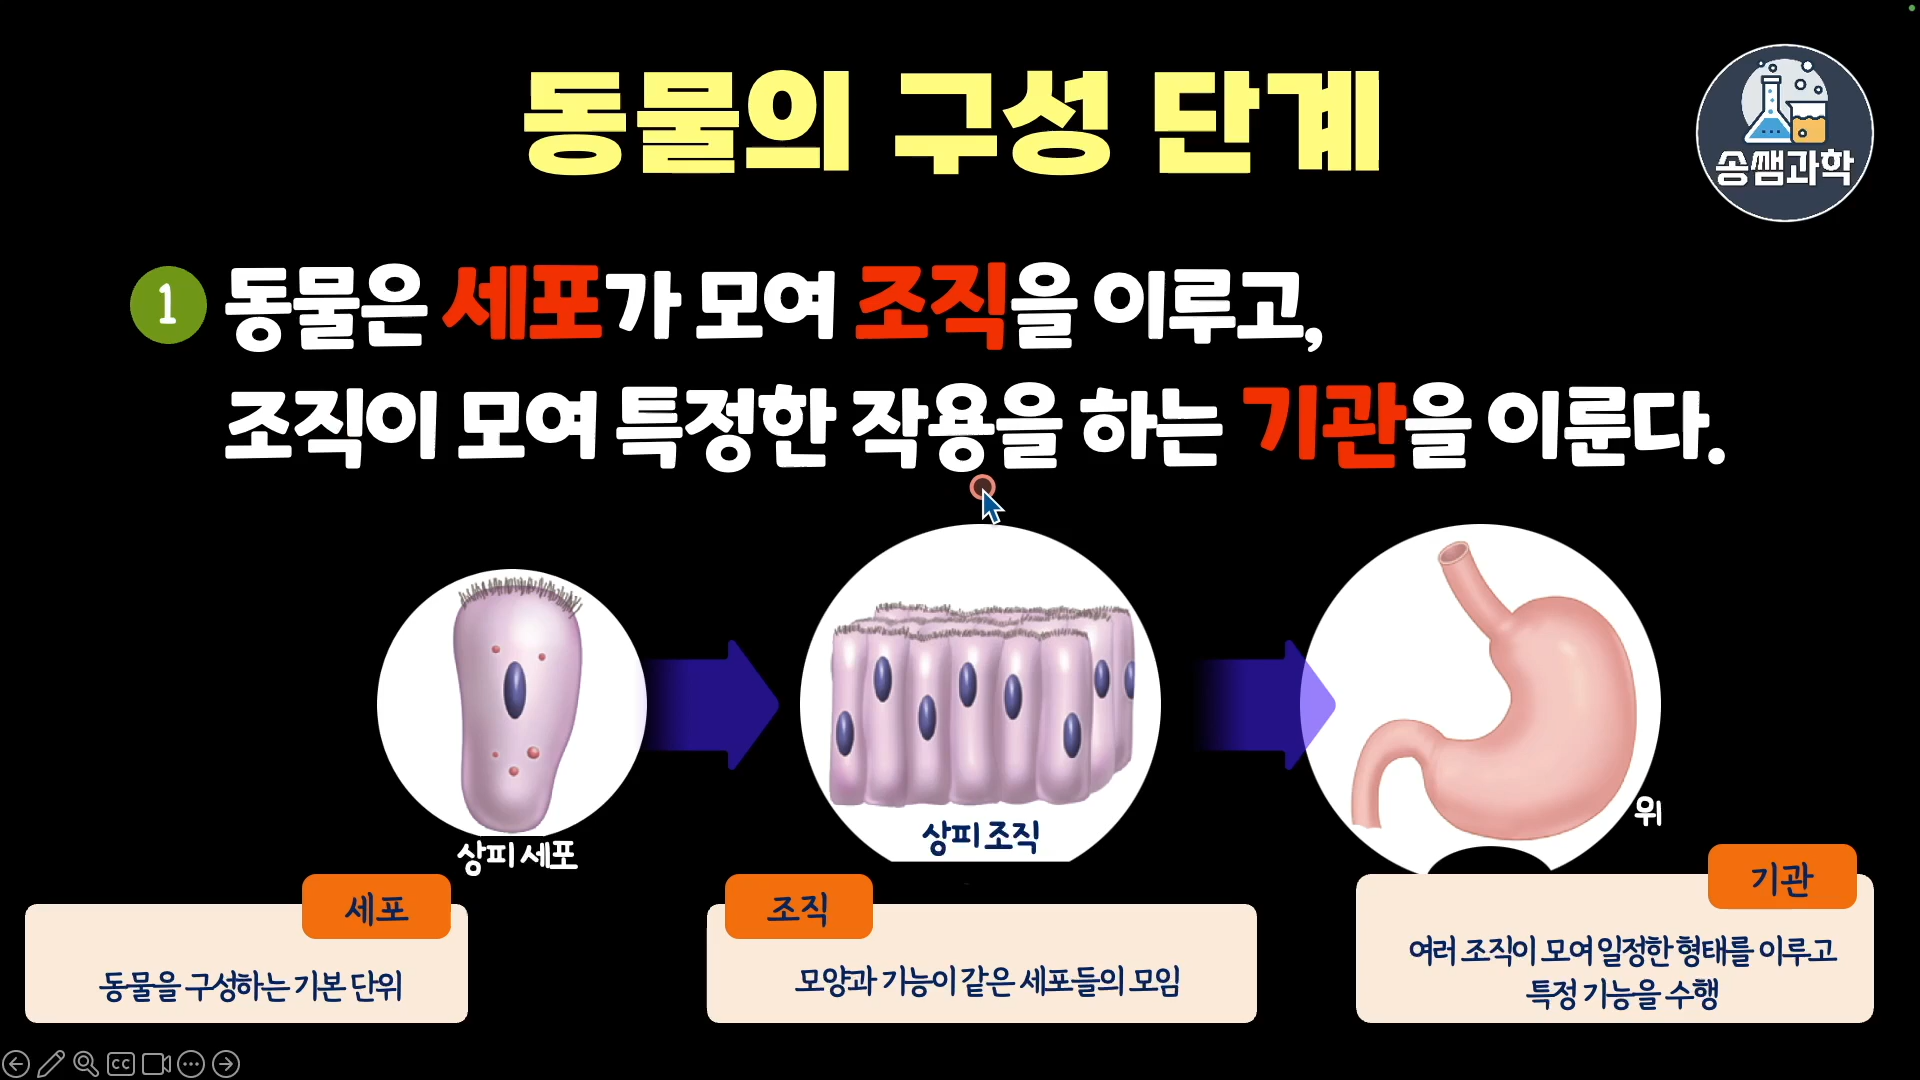 동물의 구성 단계
송쌤과학
1 동물은 세포가 모여 조직을 이루고,
조직이 모여 특정한 작용을 하는 기관을 이룬다.
상피 세포
상피 조직
위
세포
동물을 구성하는 기본 단위
조직
모양과 기능이 같은 세포들의 모임
기관
여러 조직이 모여 일정한 형태를 이루고
특정 기능을 수행
CC